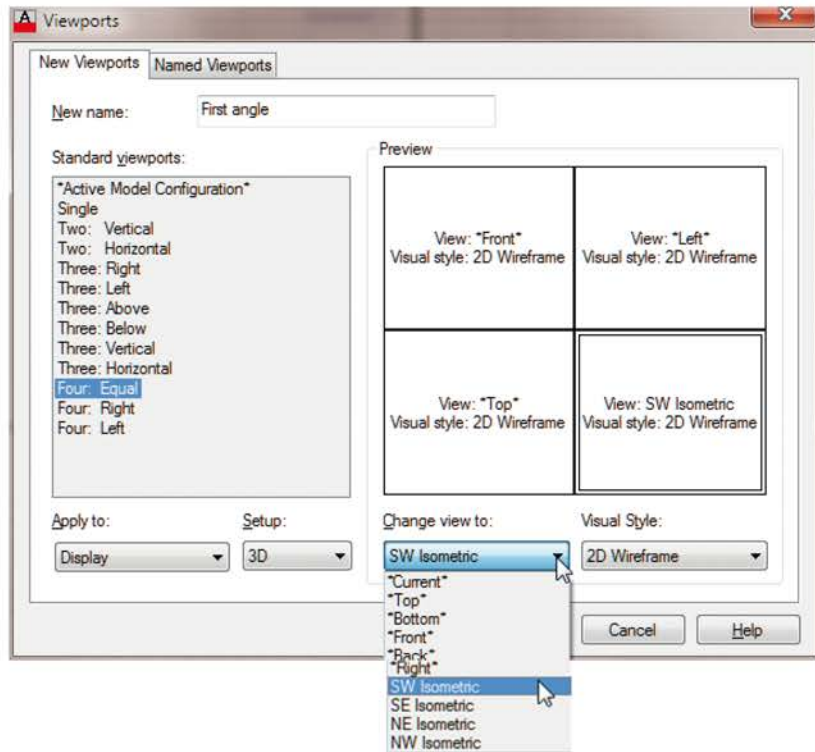 A Viewports
New Viewports Named Viewports
New name: First angle
Standard viewports:
*Active Model Configuration*
Single
Two: Vertical
Two: Horizontal
Three: Right
Three: Left
Three: Above
Three: Below
Three: Vertical
Three: Horizontal
Four: Equal
Four: Right
Four: Left
Preview
View: *Front*
Visual style: 2D Wireframe
View: *Left*
Visual style: 2D Wireframe
View: *Top*
Visual style: 2D Wireframe
View: SW Isometric
Visual style: 2D Wireframe
Apply to:
Display
Setup:
3D
Change view to:
SW Isometric
Visual Style:
2D Wireframe
*Current*
*Top*
*Bottom*
*Front*
*Back*
*Right*
SW Isometric
SE Isometric
NE Isometric
NW Isometric
Cancel Help